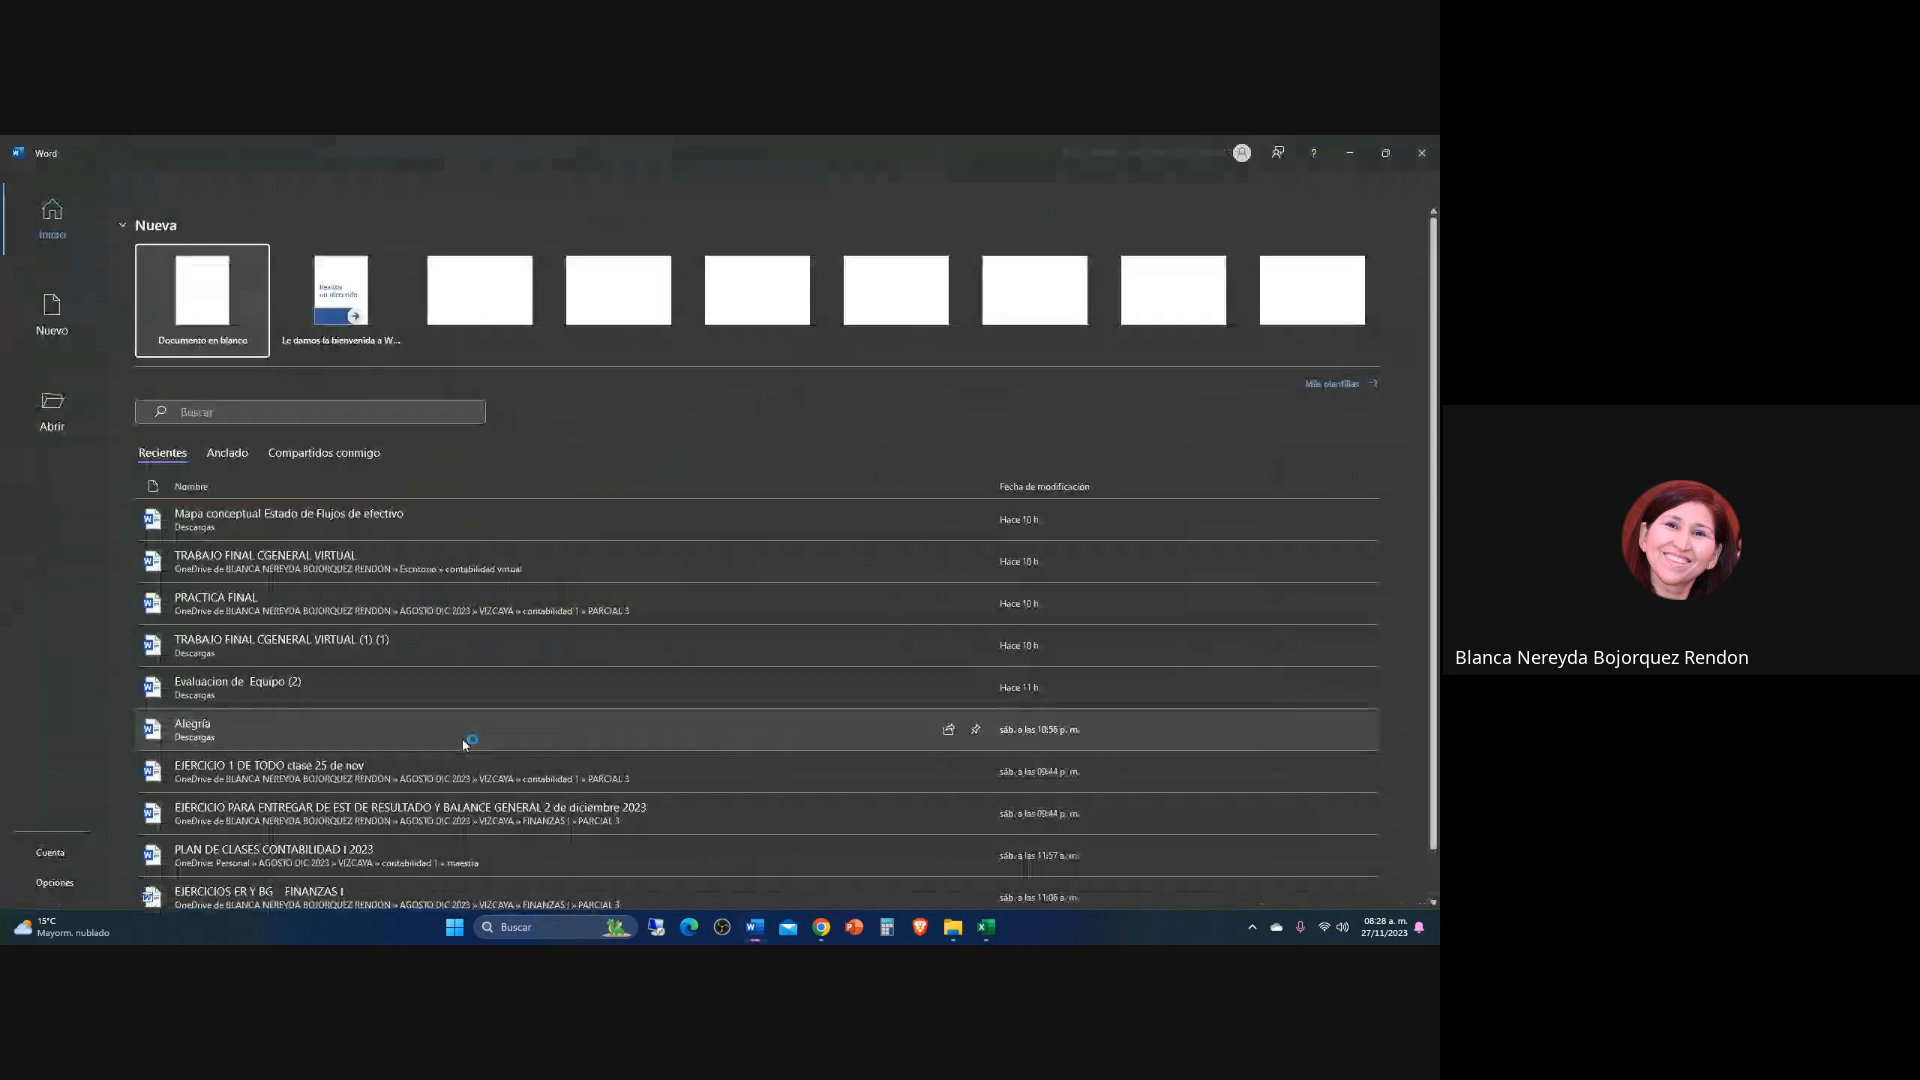 Word
?
Inicio
Nueva
Realizar
un recorrido
Nuevo
Documento en blanco
Le damos la bienvenida a W...
Más plantillas
Buscar
Abrir
Recientes
Anclado
Compartidos conmigo
Nombre
Fecha de modificación
Mapa conceptual Estado de Flujos de efectivo
Descargas
Hace 10 h
TRABAJO FINAL CGENERAL VIRTUAL
OneDrive de BLANCA NEREYDA BOJORQUEZ RENDON » Escritorio » contabilidad virtual
Hace 10 h
PRACTICA FINAL
OneDrive de BLANCA NEREYDA BOJORQUEZ RENDON » AGOSTO DIC 2023 » VIZCAYA » contabilidad 1 » PARCIAL 3
Hace 10 h
TRABAJO FINAL CGENERAL VIRTUAL (1) (1)
Descargas
Hace 10 h
Evaluacion de Equipo (2)
Descargas
Hace 11 h
Alegría
Descargas
sáb. a las 10:56 p. m.
EJERCICIO 1 DE TODO clase 25 de nov
OneDrive de BLANCA NEREYDA BOJORQUEZ RENDON » AGOSTO DIC 2023 » VIZCAYA » contabilidad 1 » PARCIAL 3
sáb. a las 09:44 p. m.
EJERCICIO PARA ENTREGAR DE EST DE RESULTADO Y BALANCE GENERAL 2 de diciembre 2023
OneDrive de BLANCA NEREYDA BOJORQUEZ RENDON » AGOSTO DIC 2023 » VIZCAYA » FINANZAS I » PARCIAL 3
sáb. a las 09:44 p. m.
PLAN DE CLASES CONTABILIDAD I 2023
OneDrive: Personal » AGOSTO DIC 2023 » VIZCAYA » contabilidad 1 » maestra
sáb. a las 11:57 a. m.
EJERCICIOS ER Y BG FINANZAS I
OneDrive de BLANCA NEREYDA BOJORQUEZ RENDON » AGOSTO DIC 2023 » VIZCAYA » FINANZAS I » PARCIAL 3
sáb. a las 11:06 a. m.
Cuenta
Opciones
15°C
Mayorm. nublado
Buscar
08:28 a. m.
27/11/2023
Blanca Nereyda Bojorquez Rendon